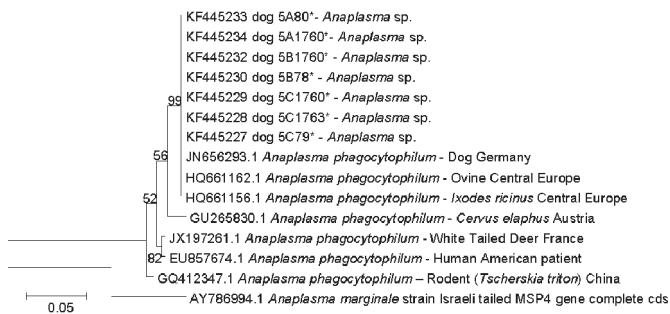 KF445233 dog 5A80* - Anaplasma sp.
KF445234 dog 5A1760*- Anaplasma sp.
KF445232 dog 5B1760* - Anaplasma sp.
KF445230 dog 5B78* - Anaplasma sp.
KF445229 dog 5C1760* - Anaplasma sp.
99
KF445228 dog 5C1763* - Anaplasma sp.
KF445227 dog 5C79* - Anaplasma sp.
56
JN656293.1 Anaplasma phagocytophilum - Dog Germany
HQ661162.1 Anaplasma phagocytophilum - Ovine Central Europe
52
HQ661156.1 Anaplasma phagocytophilum - Ixodes ricinus Central Europe
GU265830.1 Anaplasma phagocytophilum - Cervus elaphus Austria
JX197261.1 Anaplasma phagocytophilum - White Tailed Deer France
82
EU857674.1 Anaplasma phagocytophilum - Human American patient
GQ412347.1 Anaplasma phagocytophilum – Rodent (Tscherskia triton) China
AY786994.1 Anaplasma marginale strain Israeli tailed MSP4 gene complete cds
0.05